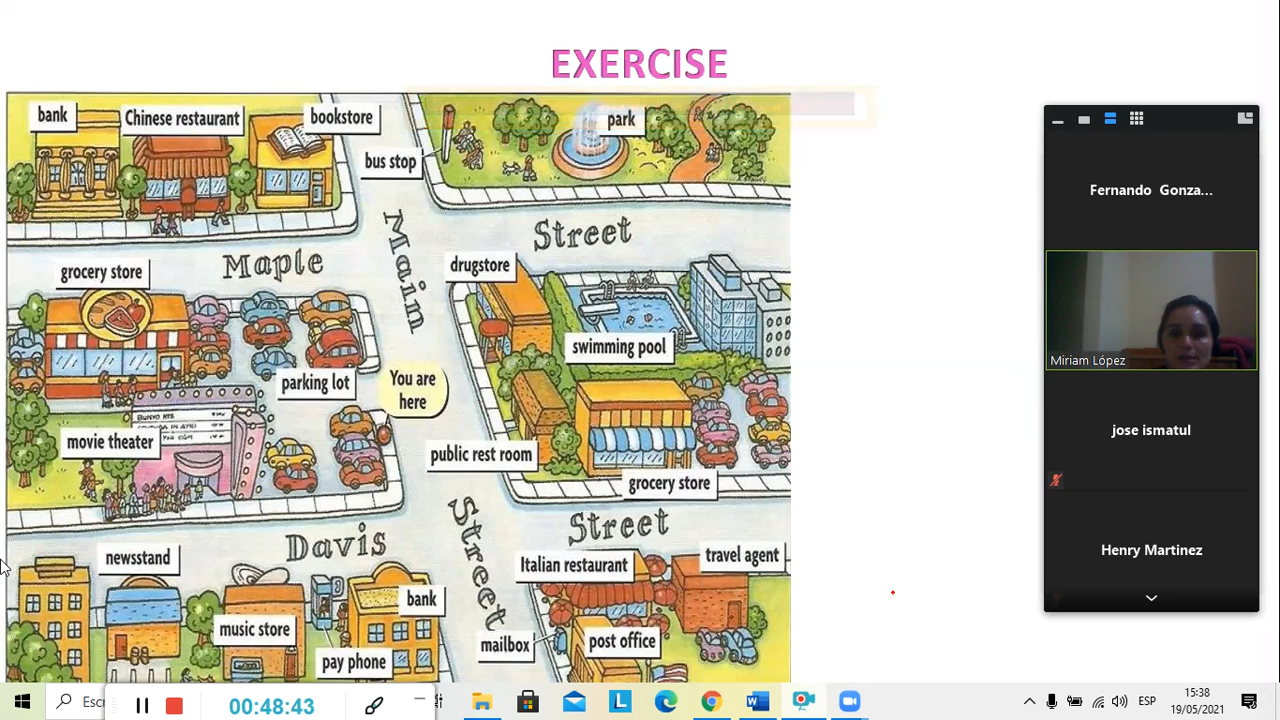 EXERCISE
bank
Chinese restaurant
bookstore
bus stop
park
Maple
Main
Street
grocery store
drugstore
swimming pool
parking lot
You are
here
movie theater
public rest room
grocery store
Davis
Street
Street
newsstand
music store
pay phone
bank
Italian restaurant
travel agent
mailbox
post office
Fernando Gonza...
Miriam López
jose ismatul
Henry Martinez
Esc
00:48:43
ESP
15:38
19/05/2021